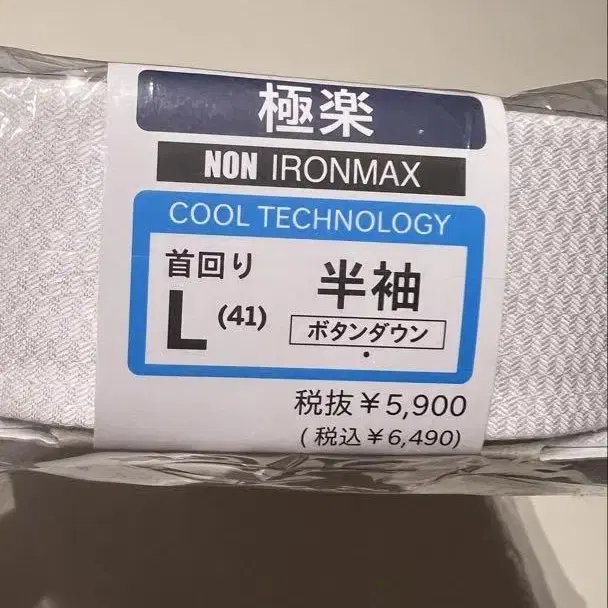 極楽
NON IRONMAX
COOL TECHNOLOGY
首回り
L (41)
半袖
ボタンダウン
税抜￥5,900
(税込￥6,490)